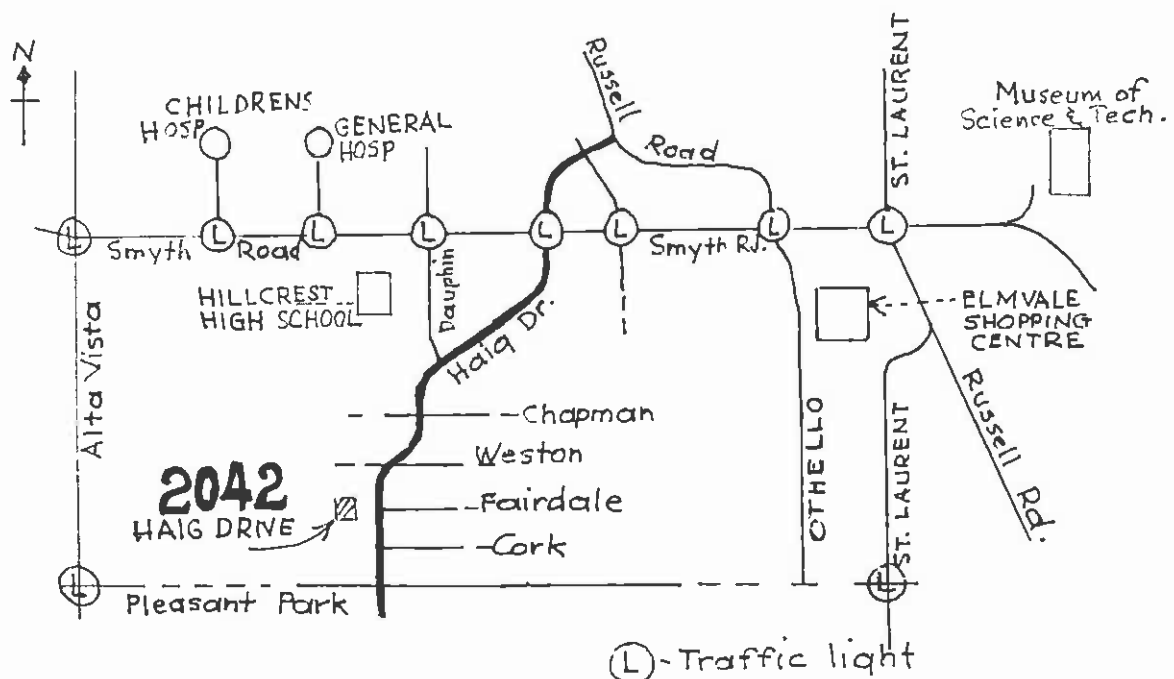 N
CHILDRENS
HOSP
GENERAL
HOSP
Russell
Road
ST. LAURENT
Museum of
Science & Tech.
L
L
L
L
L
L
L
L
Smyth Road
Smyth Rd.
HILLCREST
HIGH SCHOOL
Dauphin
Haig Dr.
ELMVALE
SHOPPING
CENTRE
Alta Vista
Chapman
Weston
Fairdale
Cork
2042
HAIG DRIVE
OTHELLO
ST. LAURENT
Russell Rd.
L
L
Pleasant Park
L - Traffic light